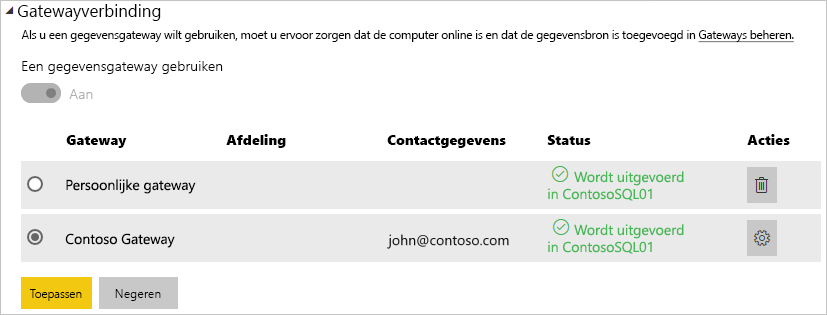 Gatewayverbinding
Als u een gegevensgateway wilt gebruiken, moet u ervoor zorgen dat de computer online is en dat de gegevensbron is toegevoegd in Gateways beheren.
Een gegevensgateway gebruiken
Aan
Gateway Afdeling Contactgegevens Status Acties
Persoonlijke gateway Wordt uitgevoerd
in ContosoSQL01
Contoso Gateway john@contoso.com Wordt uitgevoerd
in ContosoSQL01
Toepassen Negeren